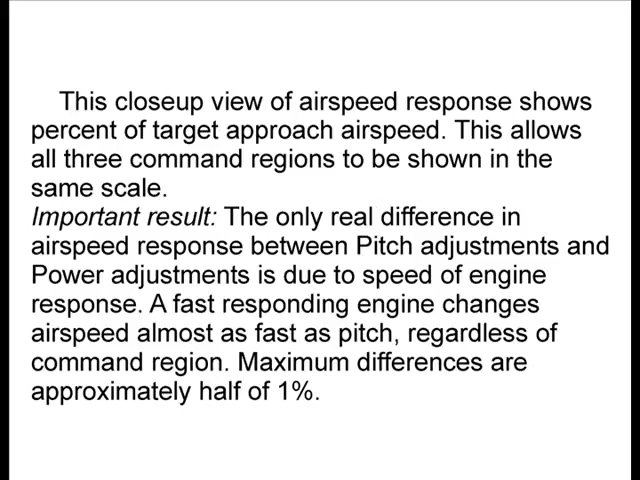 This closeup view of airspeed response shows
percent of target approach airspeed. This allows
all three command regions to be shown in the
same scale.
Important result: The only real difference in
airspeed response between Pitch adjustments and
Power adjustments is due to speed of engine
response. A fast responding engine changes
airspeed almost as fast as pitch, regardless of
command region. Maximum differences are
approximately half of 1%.